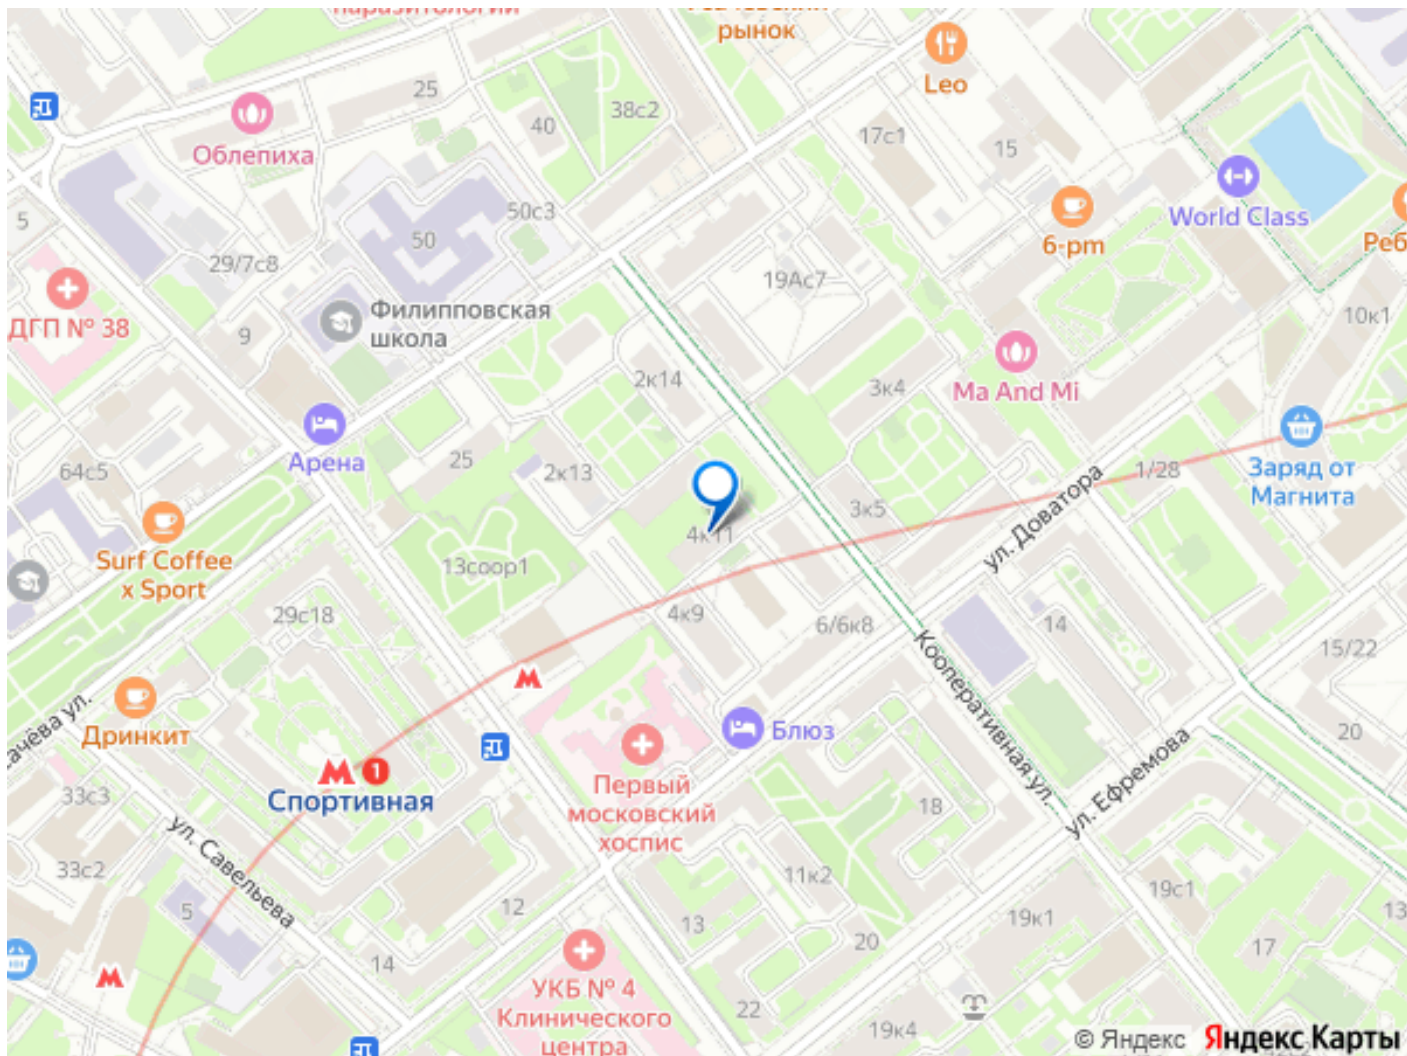 паразитологии
рынок
Leo
25
38с2
40
17с1
15
Облепиха
World Class
50с3
5
50
6-pm
29/7с8
19Ас7
Филипповская
школа
ДГП № 38
9
10к1
2к14
3к4
Ma And Mi
Арена
25
2к13
64с5
1/28
Заряд от
Магнита
3к5
ул. Доватора
4к11
Surf Coffee
x Sport
13соор1
29с18
4к9
6/6к8
14
15/22
Кооперативная ул.
Дринкит
Блюз
20
ул. Ефремова
Спортивная
1
33с3
Первый
московский
хоспис
18
ул. Савельева
33с2
11к2
19с1
5
12
13
19к1
13
20
17
14
УКБ № 4
Клинического
центра
22
19к4
© Яндекс Яндекс Карты